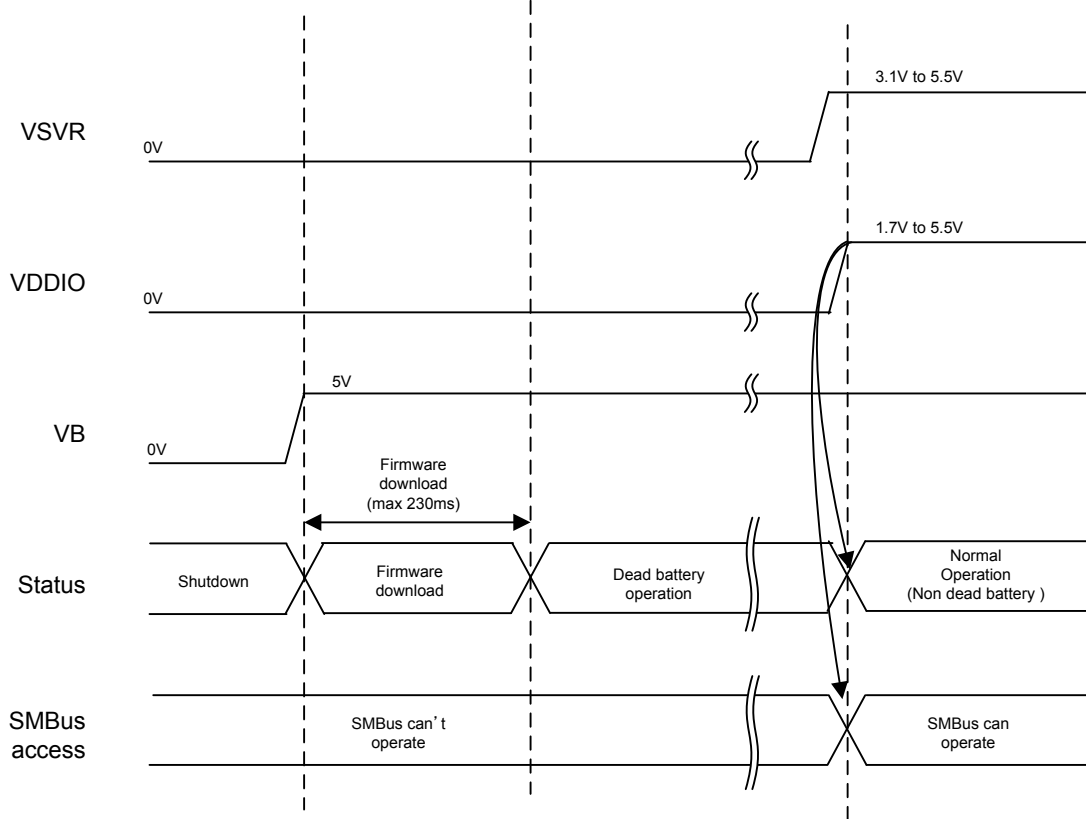 3.1V to 5.5V
VSVR
0V
1.7V to 5.5V
VDDIO
0V
5V
VB
0V
Firmware
download
(max 230ms)
Status
Shutdown
Firmware
download
Dead battery
operation
Normal
Operation
(Non dead battery )
SMBus
access
SMBus can't
operate
SMBus can
operate